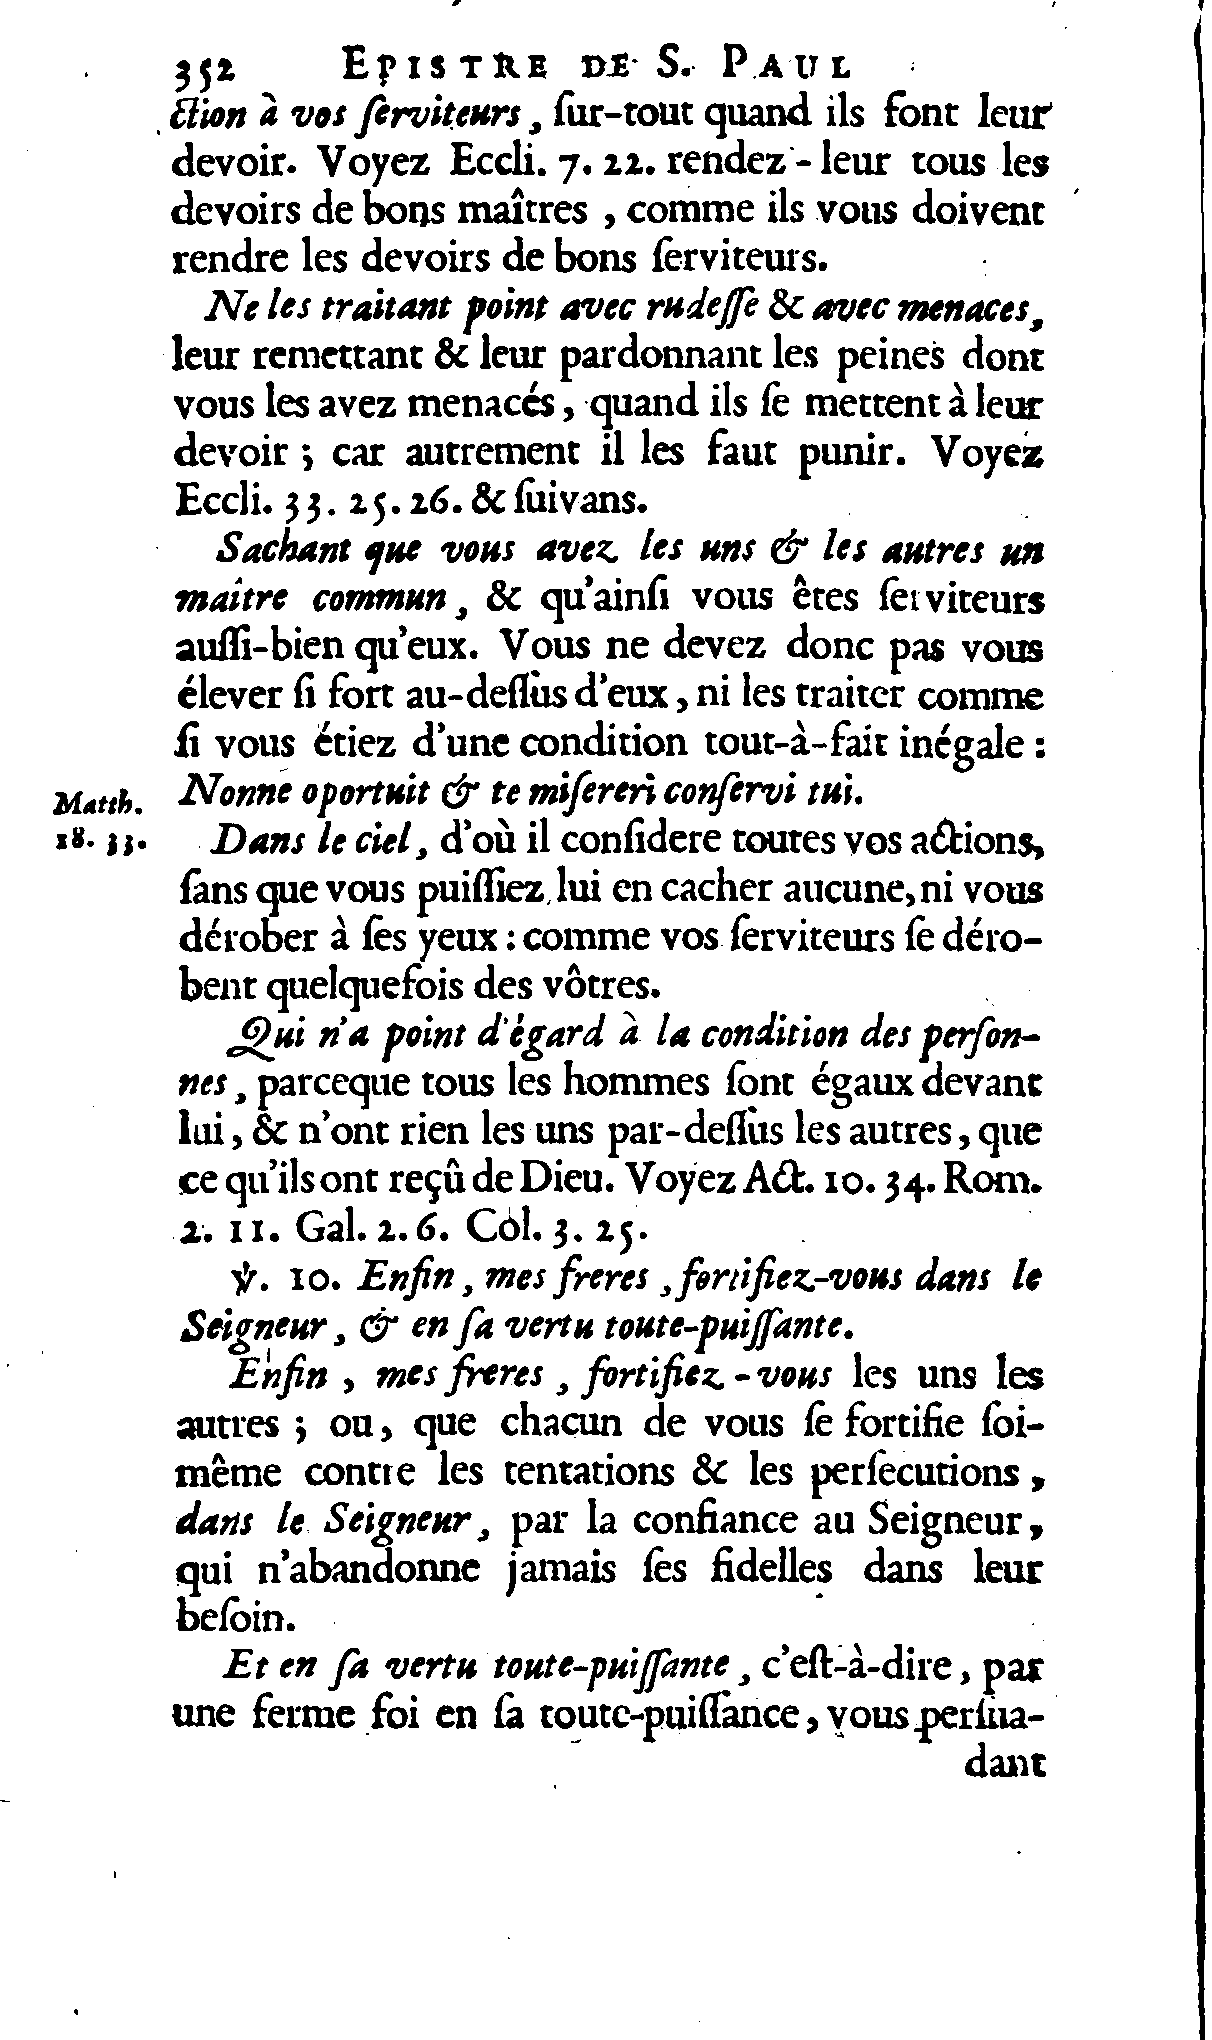 352 EPISTRE DE S. PAUL
ction à vos ſerviteurs, ſur-tout quand ils font leur
devoir. Voyez Eccli. 7. 22. rendez-leur tous les
devoirs de bons maîtres, comme ils vous doivent
rendre les devoirs de bons ſerviteurs.
Ne les traitant point avec rudeſſe & avec menaces,
leur remettant & leur pardonnant les peines dont
vous les avez menacés, quand ils ſe mettent à leur
devoir ; car autrement il les faut punir. Voyez
Eccli. 33. 25. 26. & ſuivans.
Sachant que vous avez les uns & les autres un
maître commun, & qu'ainſi vous êtes ſerviteurs
auſſi-bien qu'eux. Vous ne devez donc pas vous
élever ſi fort au-deſſus d'eux, ni les traiter comme
ſi vous étiez d'une condition tout-à-fait inégale :
Matth. 18. 33.
Nonne oportuit & te miſereri conſervi tui.
Dans le ciel, d'où il conſidere toutes vos actions,
ſans que vous puiſſiez lui en cacher aucune, ni vous
dérober à ſes yeux : comme vos ſerviteurs ſe déro-
bent quelquefois des vôtres.
Qui n'a point d'égard à la condition des perſon-
nes, parceque tous les hommes ſont égaux devant
lui, & n'ont rien les uns par-deſſus les autres, que
ce qu'ils ont reçû de Dieu. Voyez Act. 10. 34. Rom.
2. 11. Gal. 2. 6. Col. 3. 25.
℣. 10. Enfin, mes freres, fortifiez-vous dans le
Seigneur, & en ſa vertu toute-puiſſante.
Enfin, mes freres, fortifiez-vous les uns les
autres ; ou, que chacun de vous ſe fortifie ſoi-
même contre les tentations & les perſecutions,
dans le Seigneur, par la confiance au Seigneur,
qui n'abandonne jamais ſes fidelles dans leur
beſoin.
Et en ſa vertu toute-puiſſante, c'eſt-à-dire, par
une ferme foi en ſa toute-puiſſance, vous perſua-
dant